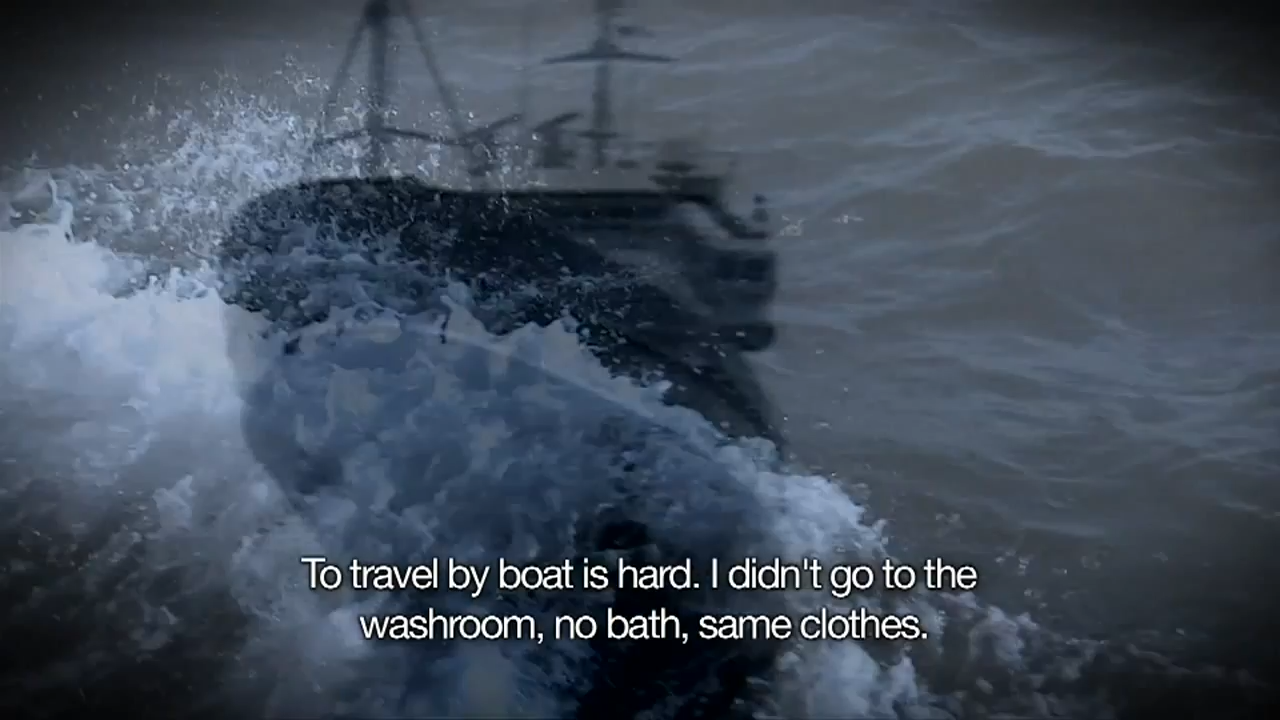 To travel by boat is hard. I didn't go to the
washroom, no bath, same clothes.